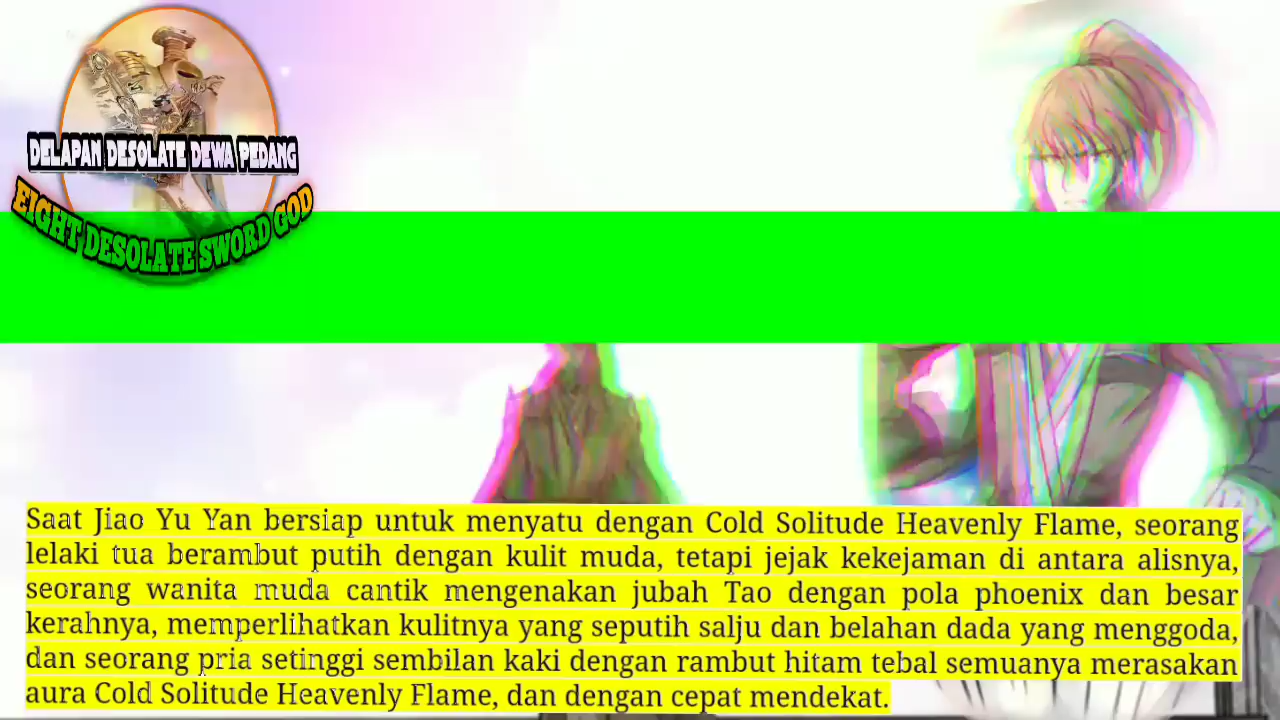 DELAPAN DESOLATE DEWA PEDANG
EIGHT DESOLATE SWORD GOD
Saat Jiao Yu Yan bersiap untuk menyatu dengan Cold Solitude Heavenly Flame, seorang
lelaki tua berambut putih dengan kulit muda, tetapi jejak kekejaman di antara alisnya,
seorang wanita muda cantik mengenakan jubah Tao dengan pola phoenix dan besar
kerahnya, memperlihatkan kulitnya yang seputih salju dan belahan dada yang menggoda,
dan seorang pria setinggi sembilan kaki dengan rambut hitam tebal semuanya merasakan
aura Cold Solitude Heavenly Flame, dan dengan cepat mendekat.